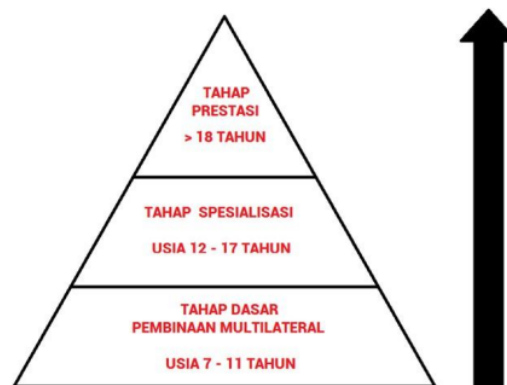 TAHAP
PRESTASI
> 18 TAHUN
TAHAP SPESIALISASI
USIA 12 - 17 TAHUN
TAHAP DASAR
PEMBINAAN MULTILATERAL
USIA 7 - 11 TAHUN